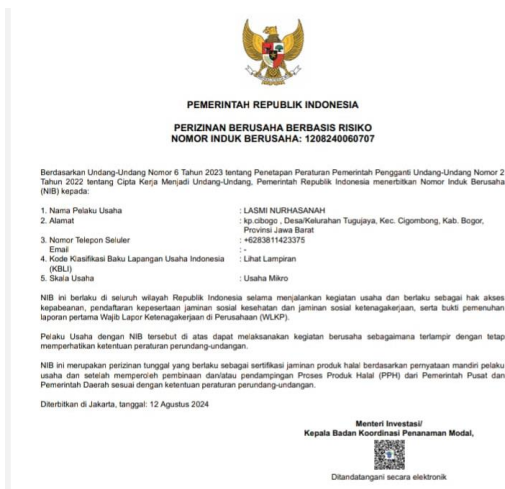 PEMERINTAH REPUBLIK INDONESIA
PERIZINAN BERUSAHA BERBASIS RISIKO
NOMOR INDUK BERUSAHA: 1208240060707
Berdasarkan Undang-Undang Nomor 6 Tahun 2023 tentang Penetapan Peraturan Pemerintah Pengganti Undang-Undang Nomor 2
Tahun 2022 tentang Cipta Kerja Menjadi Undang-Undang, Pemerintah Republik Indonesia menerbitkan Nomor Induk Berusaha
(NIB) kepada:
1. Nama Pelaku Usaha : LASMI NURHASANAH
2. Alamat : kp.cibogo , Desa/Kelurahan Tugujaya, Kec. Cigombong, Kab. Bogor,
Provinsi Jawa Barat
3. Nomor Telepon Seluler : +6283811423375
Email : -
4. Kode Klasifikasi Baku Lapangan Usaha Indonesia : Lihat Lampiran
(KBLI)
5. Skala Usaha : Usaha Mikro
NIB ini berlaku di seluruh wilayah Republik Indonesia selama menjalankan kegiatan usaha dan berlaku sebagai hak akses
kepabeanan, pendaftaran kepesertaan jaminan sosial kesehatan dan jaminan sosial ketenagakerjaan, serta bukti pemenuhan
laporan pertama Wajib Lapor Ketenagakerjaan di Perusahaan (WLKP).
Pelaku Usaha dengan NIB tersebut di atas dapat melaksanakan kegiatan berusaha sebagaimana terlampir dengan tetap
memperhatikan ketentuan peraturan perundang-undangan.
NIB ini merupakan perizinan tunggal yang berlaku sebagai sertifikasi jaminan produk halal berdasarkan pernyataan mandiri pelaku
usaha dan setelah memperoleh pembinaan dan/atau pendampingan Proses Produk Halal (PPH) dari Pemerintah Pusat dan
Pemerintah Daerah sesuai dengan ketentuan peraturan perundang-undangan.
Diterbitkan di Jakarta, tanggal: 12 Agustus 2024
Menteri Investasi/
Kepala Badan Koordinasi Penanaman Modal,
Ditandatangani secara elektronik